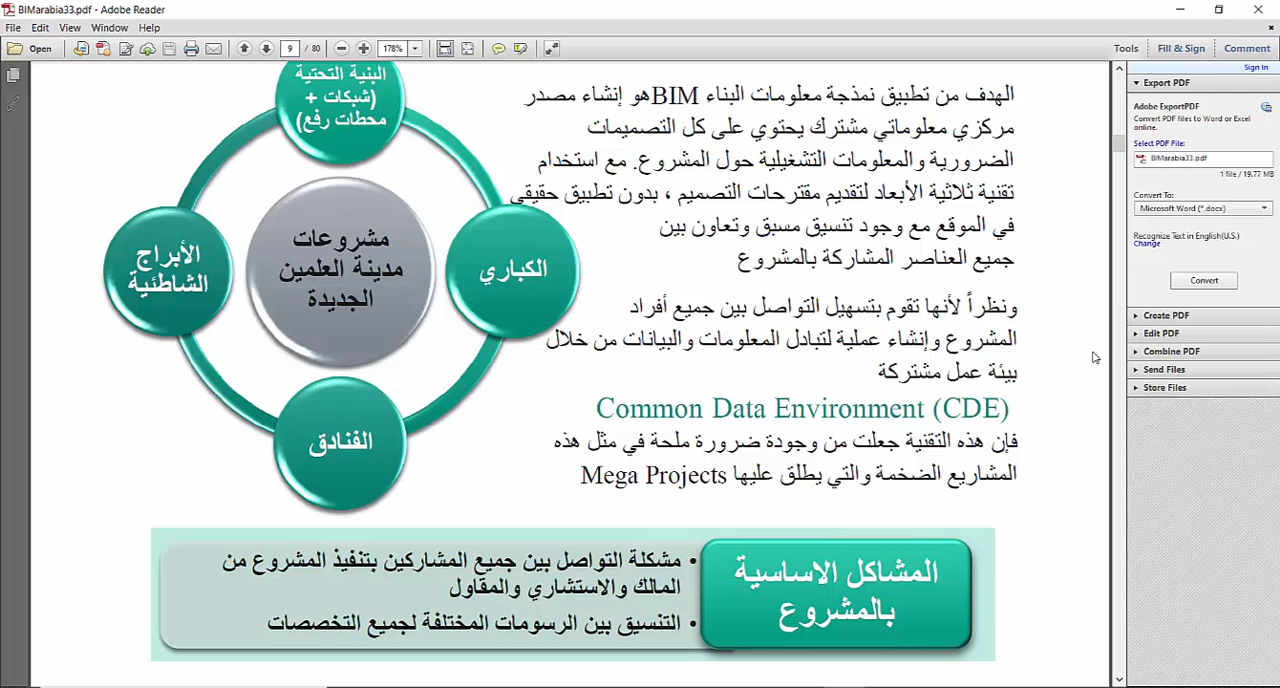 BIMarabia33.pdf - Adobe Reader
File Edit View Window Help
Open 9 / 80 178% Tools Fill & Sign Comment
Sign In
Export PDF
Adobe ExportPDF
Convert PDF files to Word or Excel
online.
Select PDF File:
BIMarabia33.pdf
1 file / 19.77 MB
Convert To:
Microsoft Word (*.docx)
Recognize Text in English(U.S.)
Change
Convert
Create PDF
Edit PDF
Combine PDF
Send Files
Store Files
الهدف من تطبيق نمذجة معلومات البناء BIMهو إنشاء مصدر
مركزي معلوماتي مشترك يحتوي على كل التصميمات
الضرورية والمعلومات التشغيلية حول المشروع. مع استخدام
تقنية ثلاثية الأبعاد لتقديم مقترحات التصميم ، بدون تطبيق حقيقي
في الموقع مع وجود تنسيق مسبق وتعاون بين
جميع العناصر المشاركة بالمشروع
ونظراً لأنها تقوم بتسهيل التواصل بين جميع أفراد
المشروع وإنشاء عملية لتبادل المعلومات والبيانات من خلال
بيئة عمل مشتركة
Common Data Environment (CDE)
فإن هذه التقنية جعلت من وجودة ضرورة ملحة في مثل هذه
المشاريع الضخمة والتي يطلق عليها Mega Projects
البنية التحتية
(شبكات +
محطات رفع)
الكباري
مشروعات
مدينة العلمين
الجديدة
الأبراج
الشاطئية
الفنادق
المشاكل الاساسية
بالمشروع
• مشكلة التواصل بين جميع المشاركين بتنفيذ المشروع من
المالك والاستشاري والمقاول
• التنسيق بين الرسومات المختلفة لجميع التخصصات